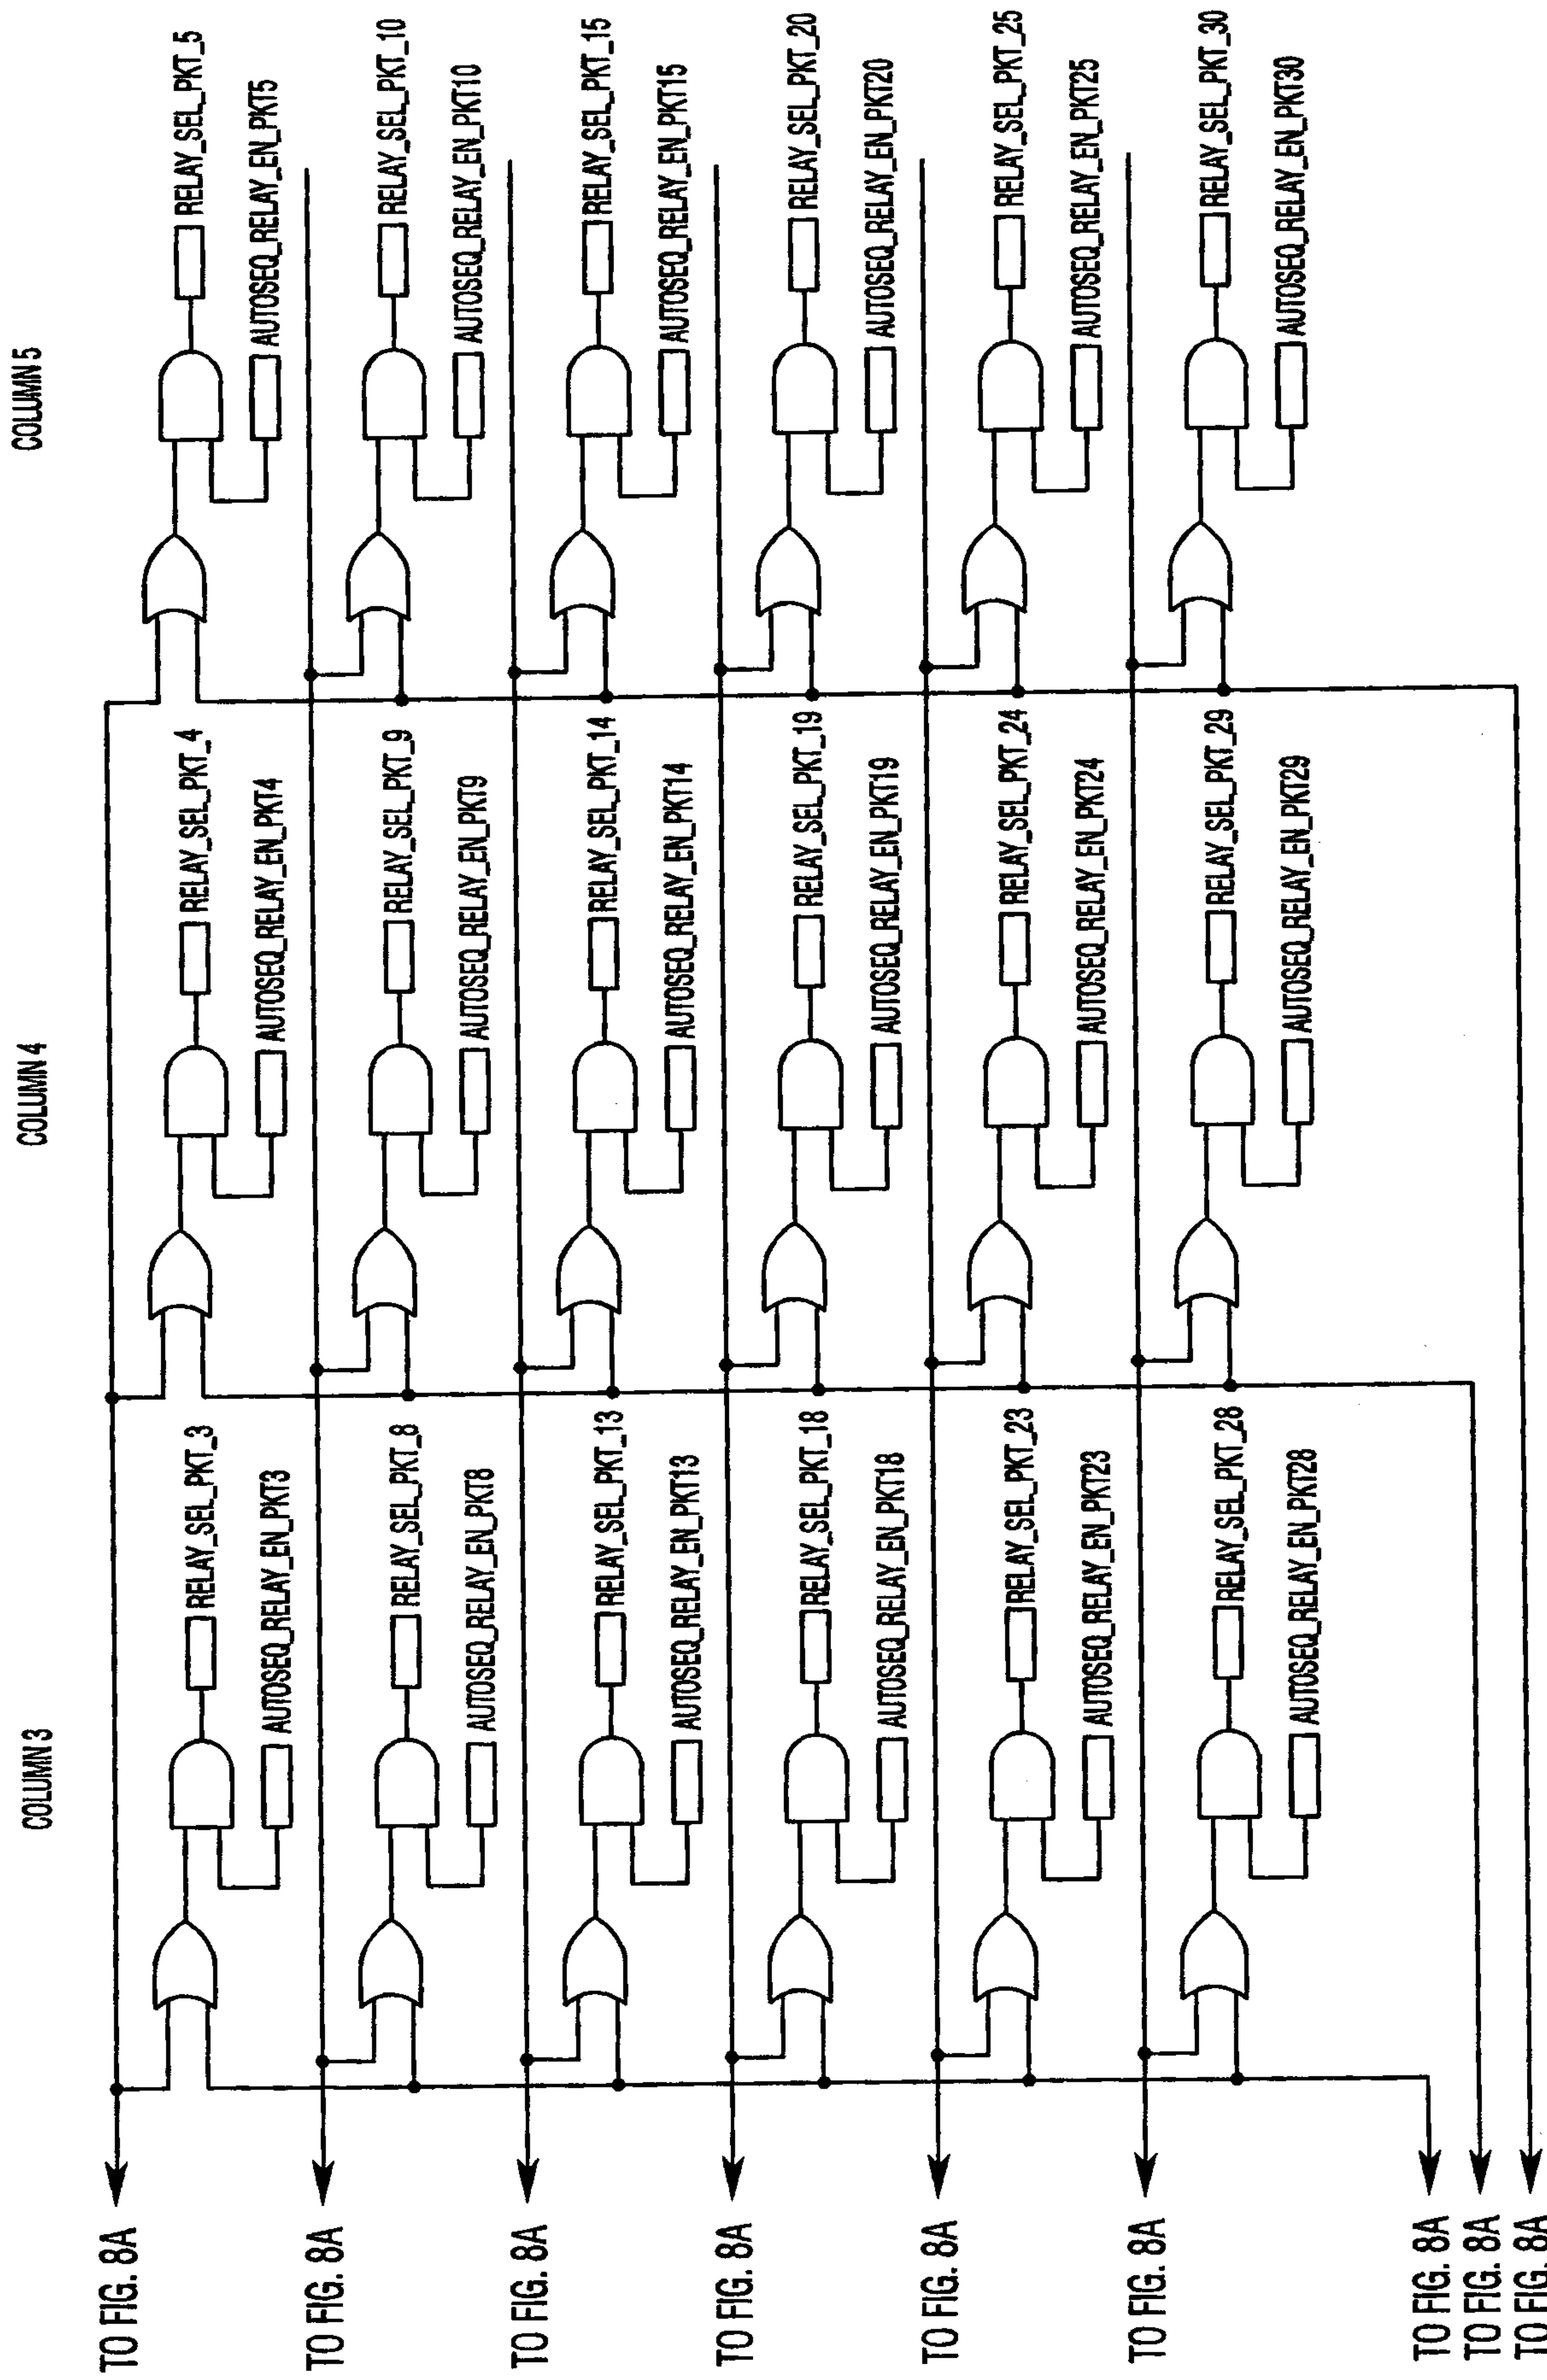 COLUMN 3
COLUMN 4
COLUMN 5
RELAY_SEL_PKT_3
RELAY_SEL_PKT_4
RELAY_SEL_PKT_5
AUTOSEQ_RELAY_EN_PKT3
AUTOSEQ_RELAY_EN_PKT4
AUTOSEQ_RELAY_EN_PKT5
TO FIG. 8A
RELAY_SEL_PKT_8
RELAY_SEL_PKT_9
RELAY_SEL_PKT_10
AUTOSEQ_RELAY_EN_PKT8
AUTOSEQ_RELAY_EN_PKT9
AUTOSEQ_RELAY_EN_PKT10
TO FIG. 8A
RELAY_SEL_PKT_13
RELAY_SEL_PKT_14
RELAY_SEL_PKT_15
AUTOSEQ_RELAY_EN_PKT13
AUTOSEQ_RELAY_EN_PKT14
AUTOSEQ_RELAY_EN_PKT15
TO FIG. 8A
RELAY_SEL_PKT_18
RELAY_SEL_PKT_19
RELAY_SEL_PKT_20
AUTOSEQ_RELAY_EN_PKT18
AUTOSEQ_RELAY_EN_PKT19
AUTOSEQ_RELAY_EN_PKT20
TO FIG. 8A
RELAY_SEL_PKT_23
RELAY_SEL_PKT_24
RELAY_SEL_PKT_25
AUTOSEQ_RELAY_EN_PKT23
AUTOSEQ_RELAY_EN_PKT24
AUTOSEQ_RELAY_EN_PKT25
TO FIG. 8A
RELAY_SEL_PKT_28
RELAY_SEL_PKT_29
RELAY_SEL_PKT_30
AUTOSEQ_RELAY_EN_PKT28
AUTOSEQ_RELAY_EN_PKT29
AUTOSEQ_RELAY_EN_PKT30
TO FIG. 8A
TO FIG. 8A
TO FIG. 8A
TO FIG. 8A